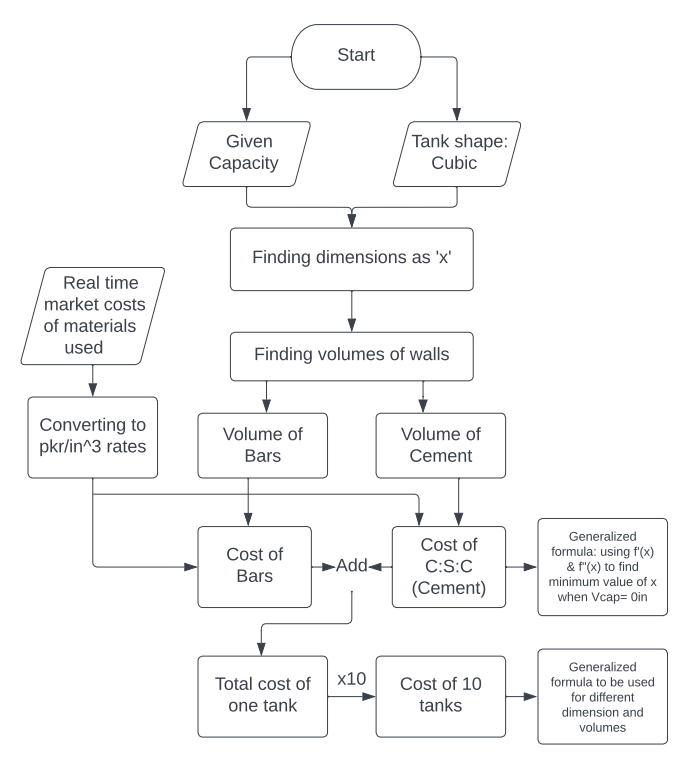 Start
Given
Capacity
Tank shape:
Cubic
Finding dimensions as 'x'
Real time
market costs
of materials
used
Finding volumes of walls
Converting to
pkr/in^3 rates
Volume of
Bars
Volume of
Cement
Cost of
Bars
Add
Cost of
C:S:C
(Cement)
Generalized
formula: using f'(x)
& f"(x) to find
minimum value of x
when Vcap= 0in
Total cost of
one tank
x10
Cost of 10
tanks
Generalized
formula to be used
for different
dimension and
volumes